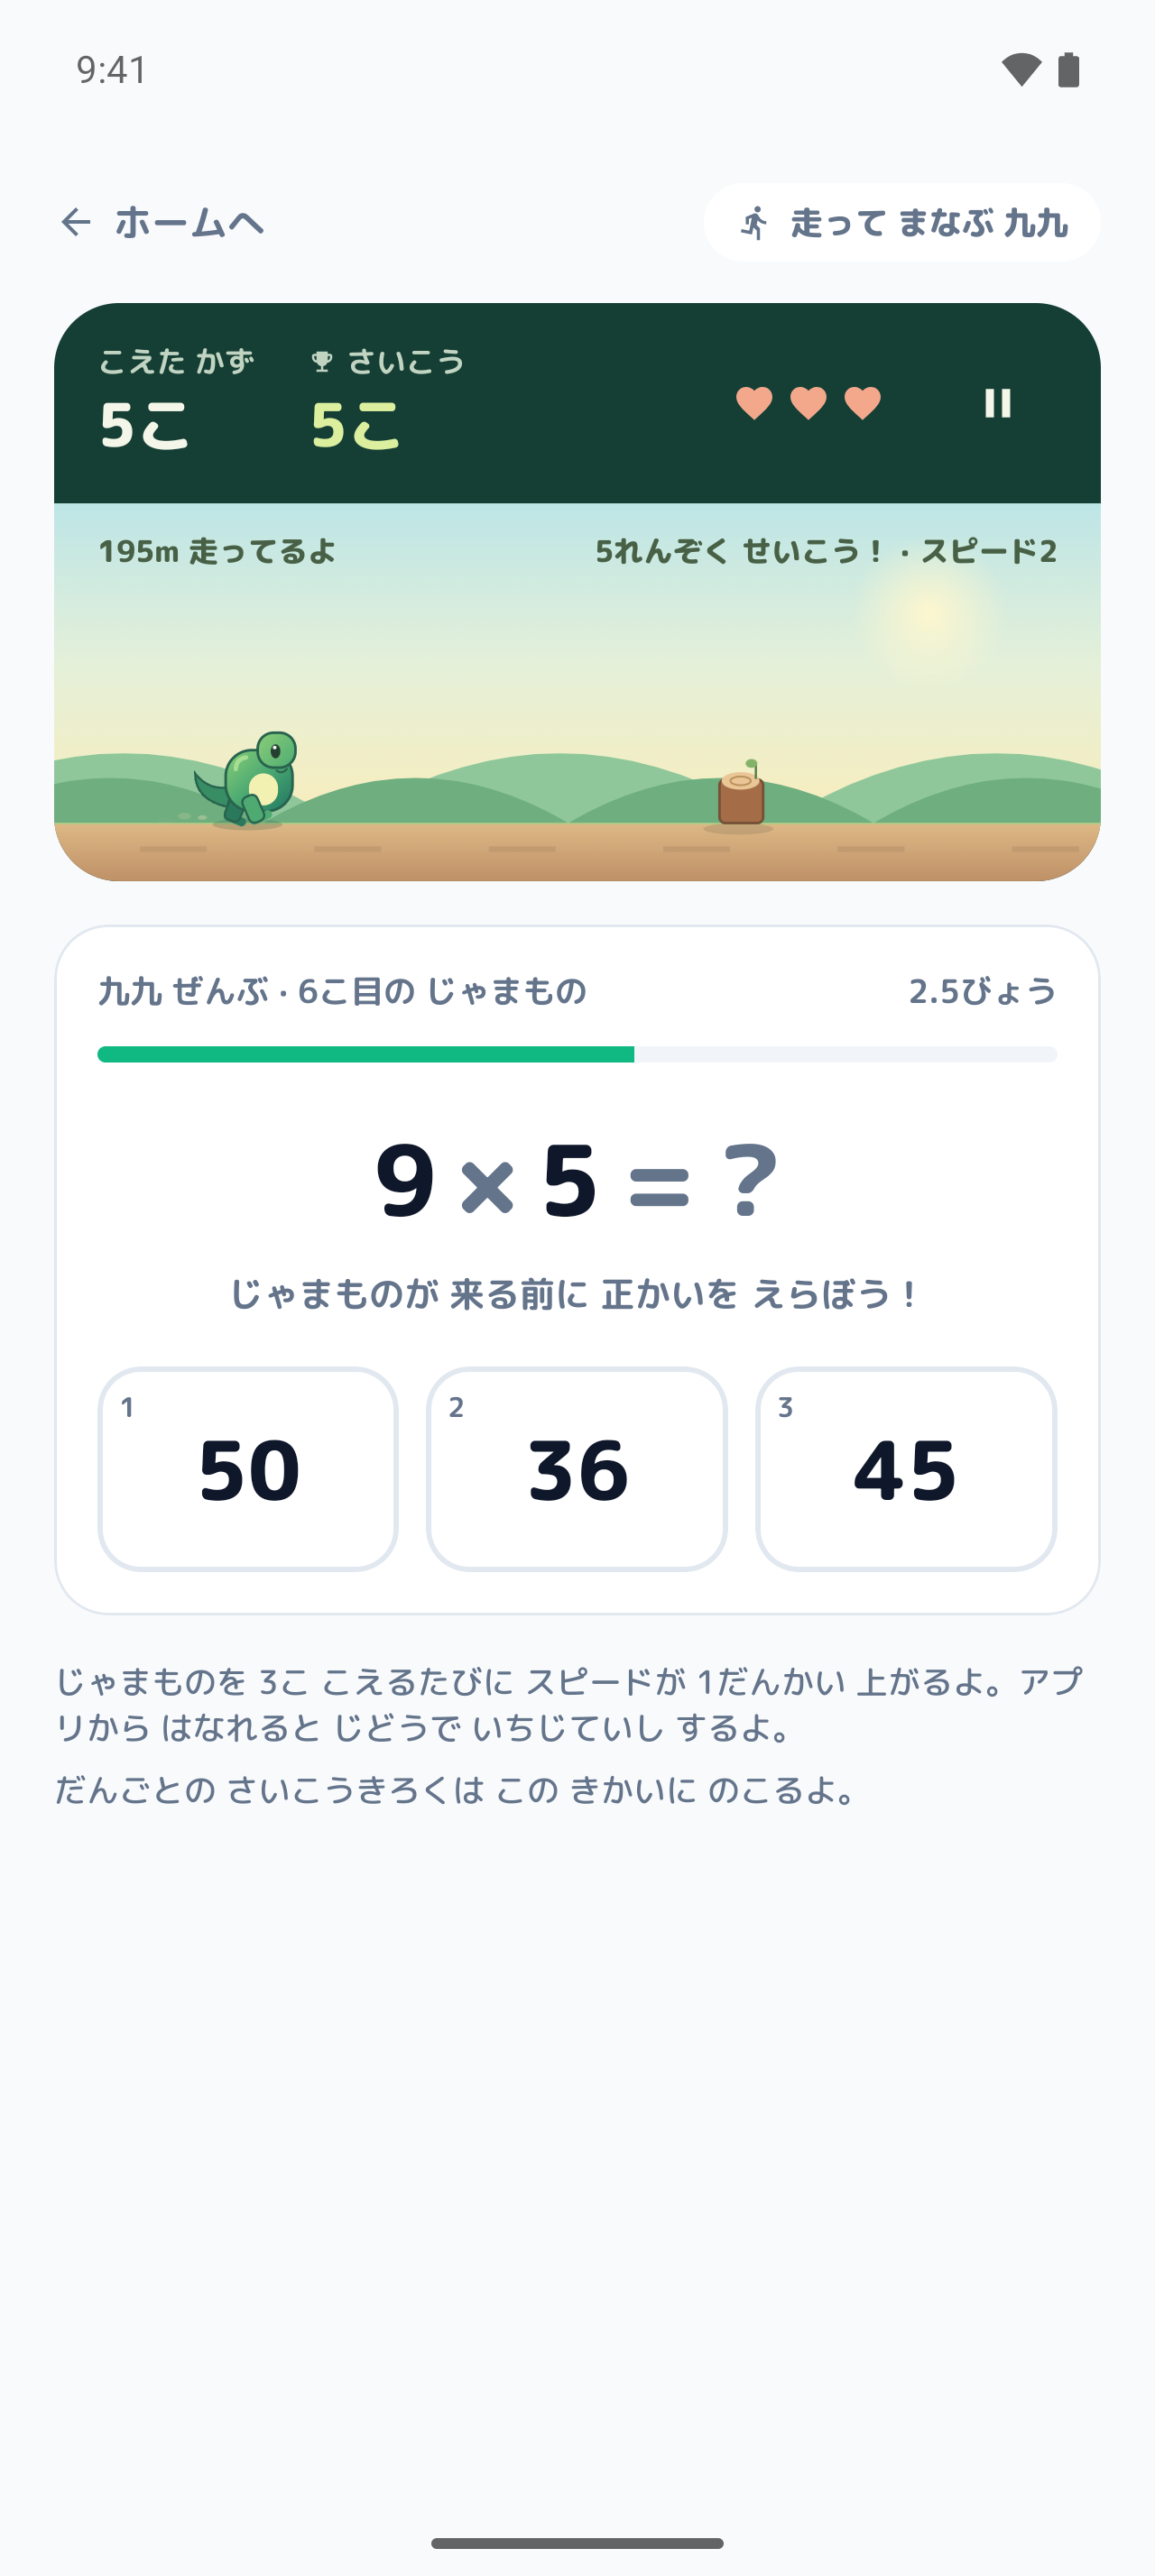 9:41
ホームへ
走って まなぶ 九九
こえた かず
さいこう
5こ
5こ
195m 走ってるよ
5れんぞく せいこう！ · スピード2
九九 ぜんぶ · 6こ目の じゃまもの
2.5びょう
9 × 5 = ?
じゃまものが 来る前に 正かいを えらぼう！
1
2
3
50
36
45
じゃまものを 3こ こえるたびに スピードが 1だんかい 上がるよ。アプ
リから はなれると じどうで いちじていし するよ。
だんごとの さいこうきろくは この きかいに のこるよ。